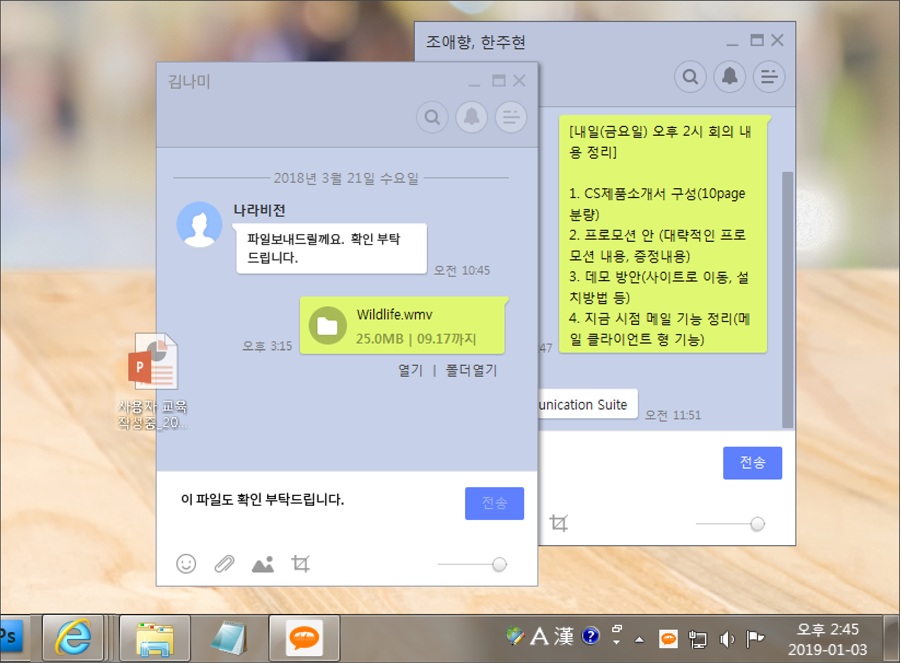 조애향, 한주현
김나미
[내일(금요일) 오후 2시 회의 내
용 정리]
1. CS제품소개서 구성(10page
분량)
2. 프로모션 안 (대략적인 프로
모션 내용, 증정내용)
3. 데모 방안(사이트로 이동, 설
치방법 등)
4. 지금 시점 메일 기능 정리(메
일 클라이언트 형 기능)
47
unication Suite
오전 11:51
전송
2018년 3월 21일 수요일
나라비전
파일보내드릴께요. 확인 부탁
드립니다.
오전 10:45
Wildlife.wmv
25.0MB | 09.17까지
오후 3:15
열기 | 폴더열기
이 파일도 확인 부탁드립니다.
전송
P
사용자 교육
작성중_20...
Ps
A 漢
오후 2:45
2019-01-03